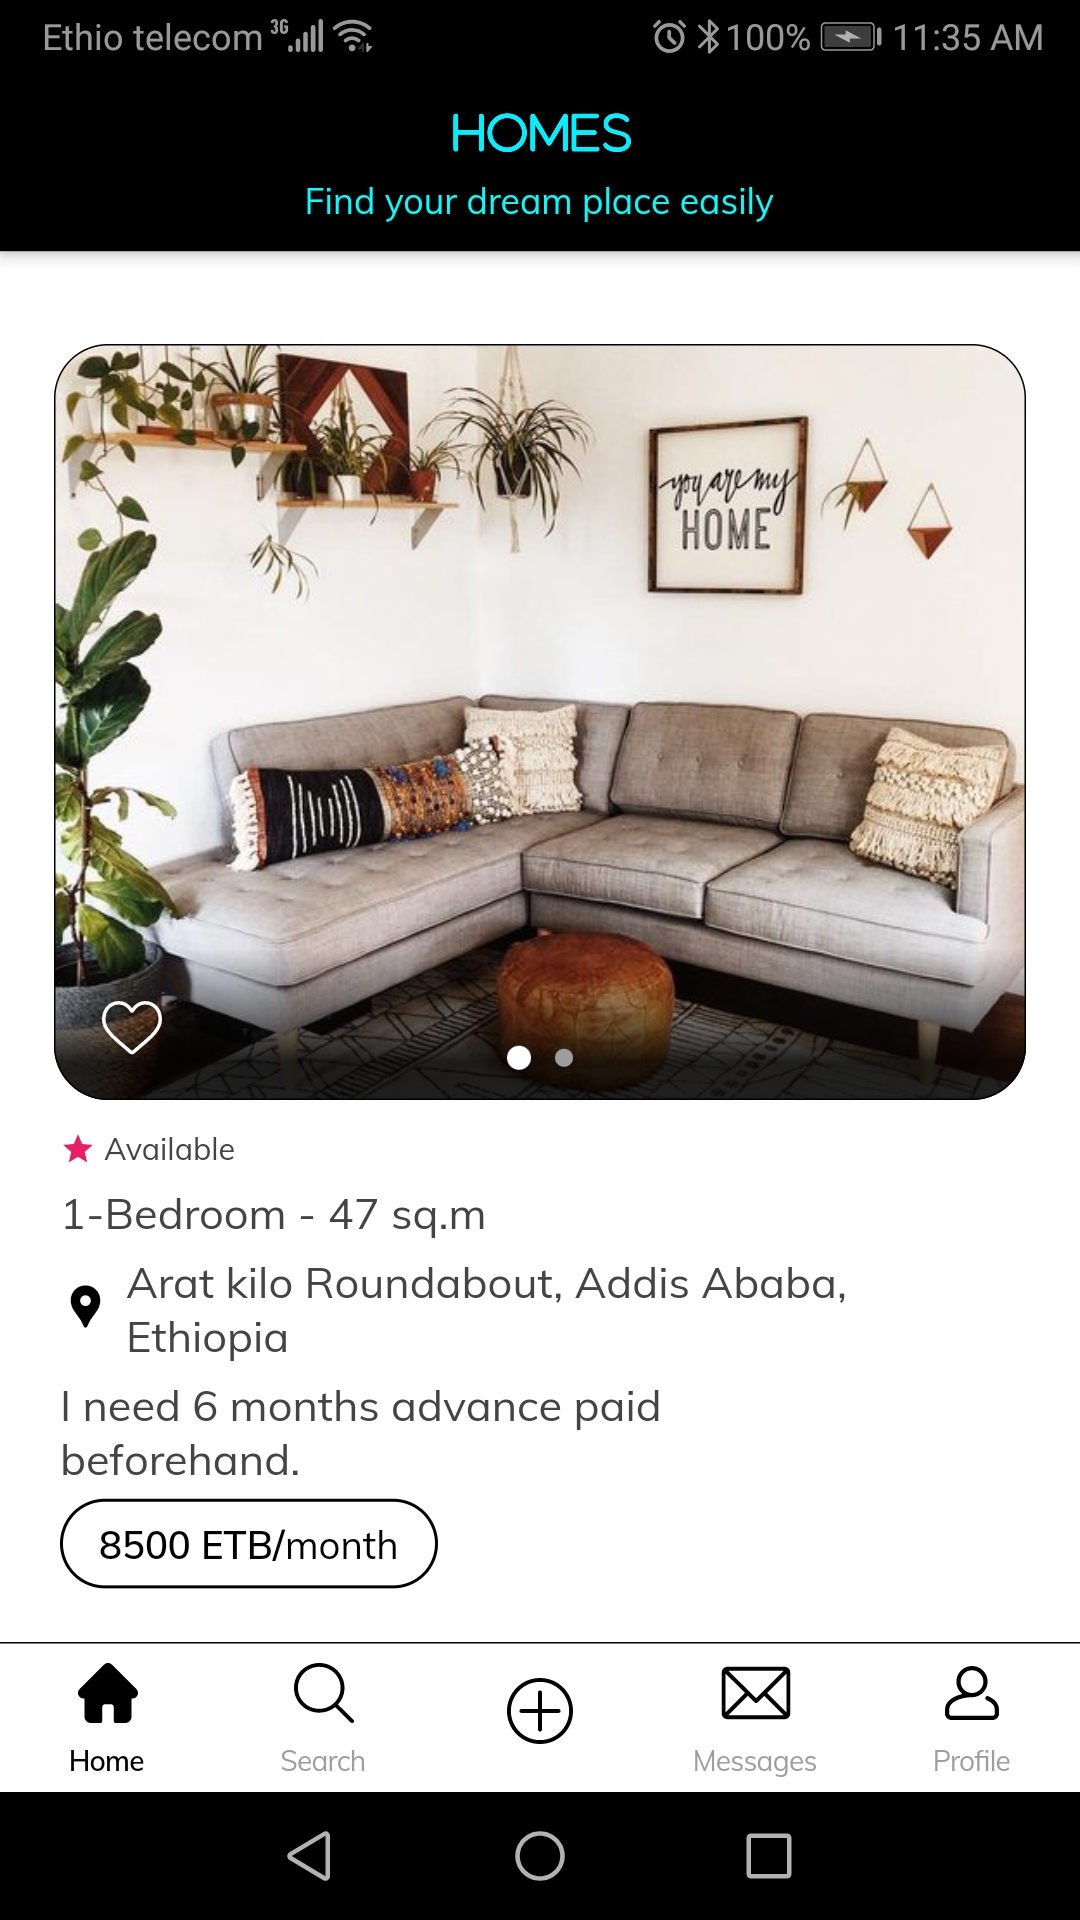 Ethio telecom 3G 100% 11:35 AM
HOMES
Find your dream place easily
you are my
HOME
Available
1-Bedroom - 47 sq.m
Arat kilo Roundabout, Addis Ababa,
Ethiopia
I need 6 months advance paid
beforehand.
8500 ETB/month
Home Search Messages Profile